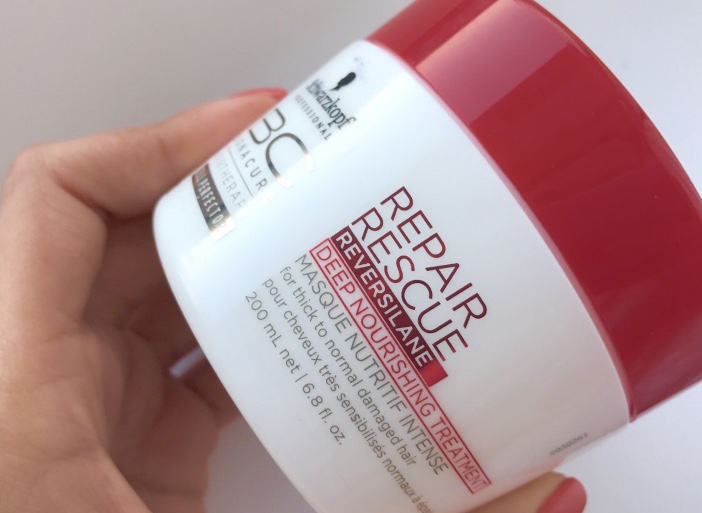 Schwarzkopf
PROFESSIONAL
BC
REPAIR
RESCUE
REVERSILANE
DEEP NOURISHING TREATMENT
MASQUE NUTRITIF INTENSE
for thick to normal damaged hair
pour cheveux très sensibilisés normaux à
200 mL net | 6.8 fl. oz.